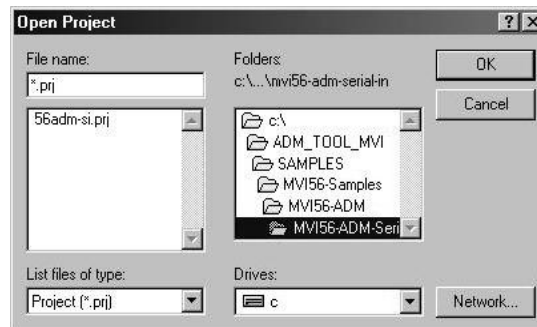 Open Project
File name:
*.prj
56adm-si.prj
List files of type:
Project (*.prj)
Folders:
c:\...\mvi56-adm-serial-in
c:\
ADM_TOOL_MVI
SAMPLES
MVI56-Samples
MVI56-ADM
MVI56-ADM-Seri
Drives:
c
OK
Cancel
Network...